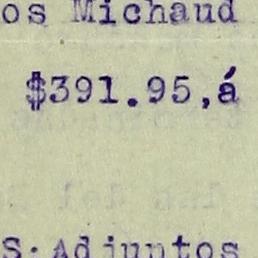 os Michaud
$391.95,á
S. Adjuntos